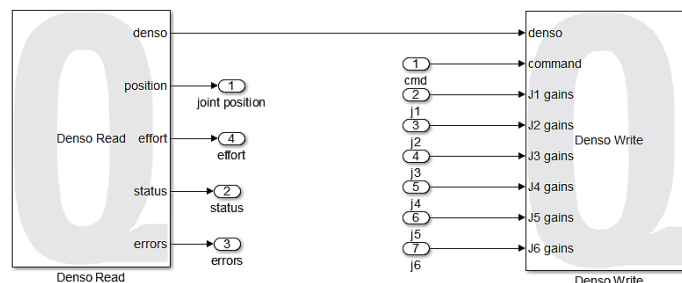 denso
position
Denso Read
effort
status
errors
Denso Read
1
joint position
4
effort
2
status
3
errors
1
cmd
2
j1
3
j2
4
j3
5
j4
6
j5
7
j6
denso
command
J1 gains
J2 gains
Denso Write
J3 gains
J4 gains
J5 gains
J6 gains
Denso Write